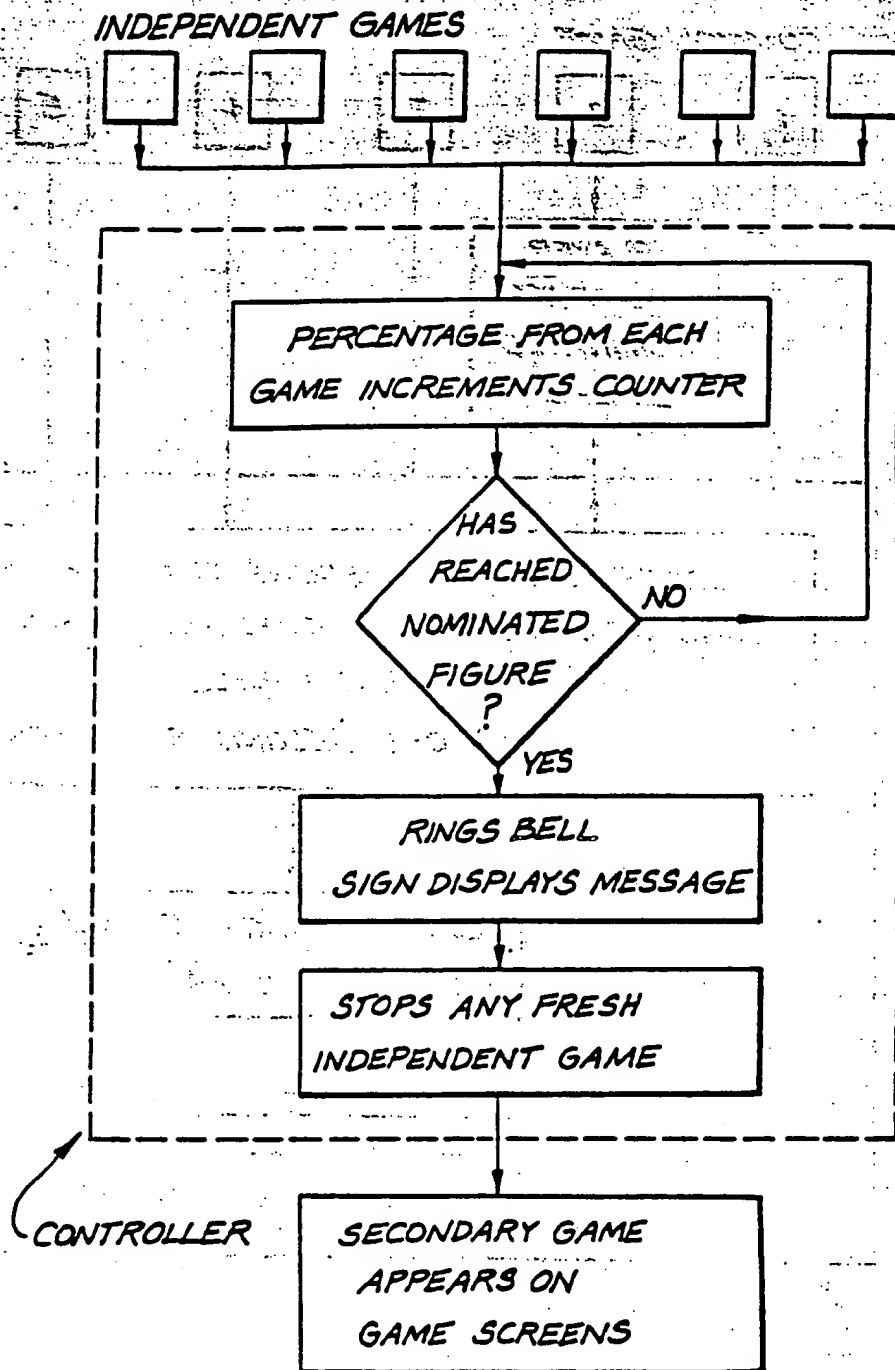 INDEPENDENT GAMES
PERCENTAGE FROM EACH
GAME INCREMENTS COUNTER
HAS
REACHED
NOMINATED
FIGURE
?
NO
YES
RINGS BELL
SIGN DISPLAYS MESSAGE
STOPS ANY FRESH
INDEPENDENT GAME
CONTROLLER
SECONDARY GAME
APPEARS ON
GAME SCREENS